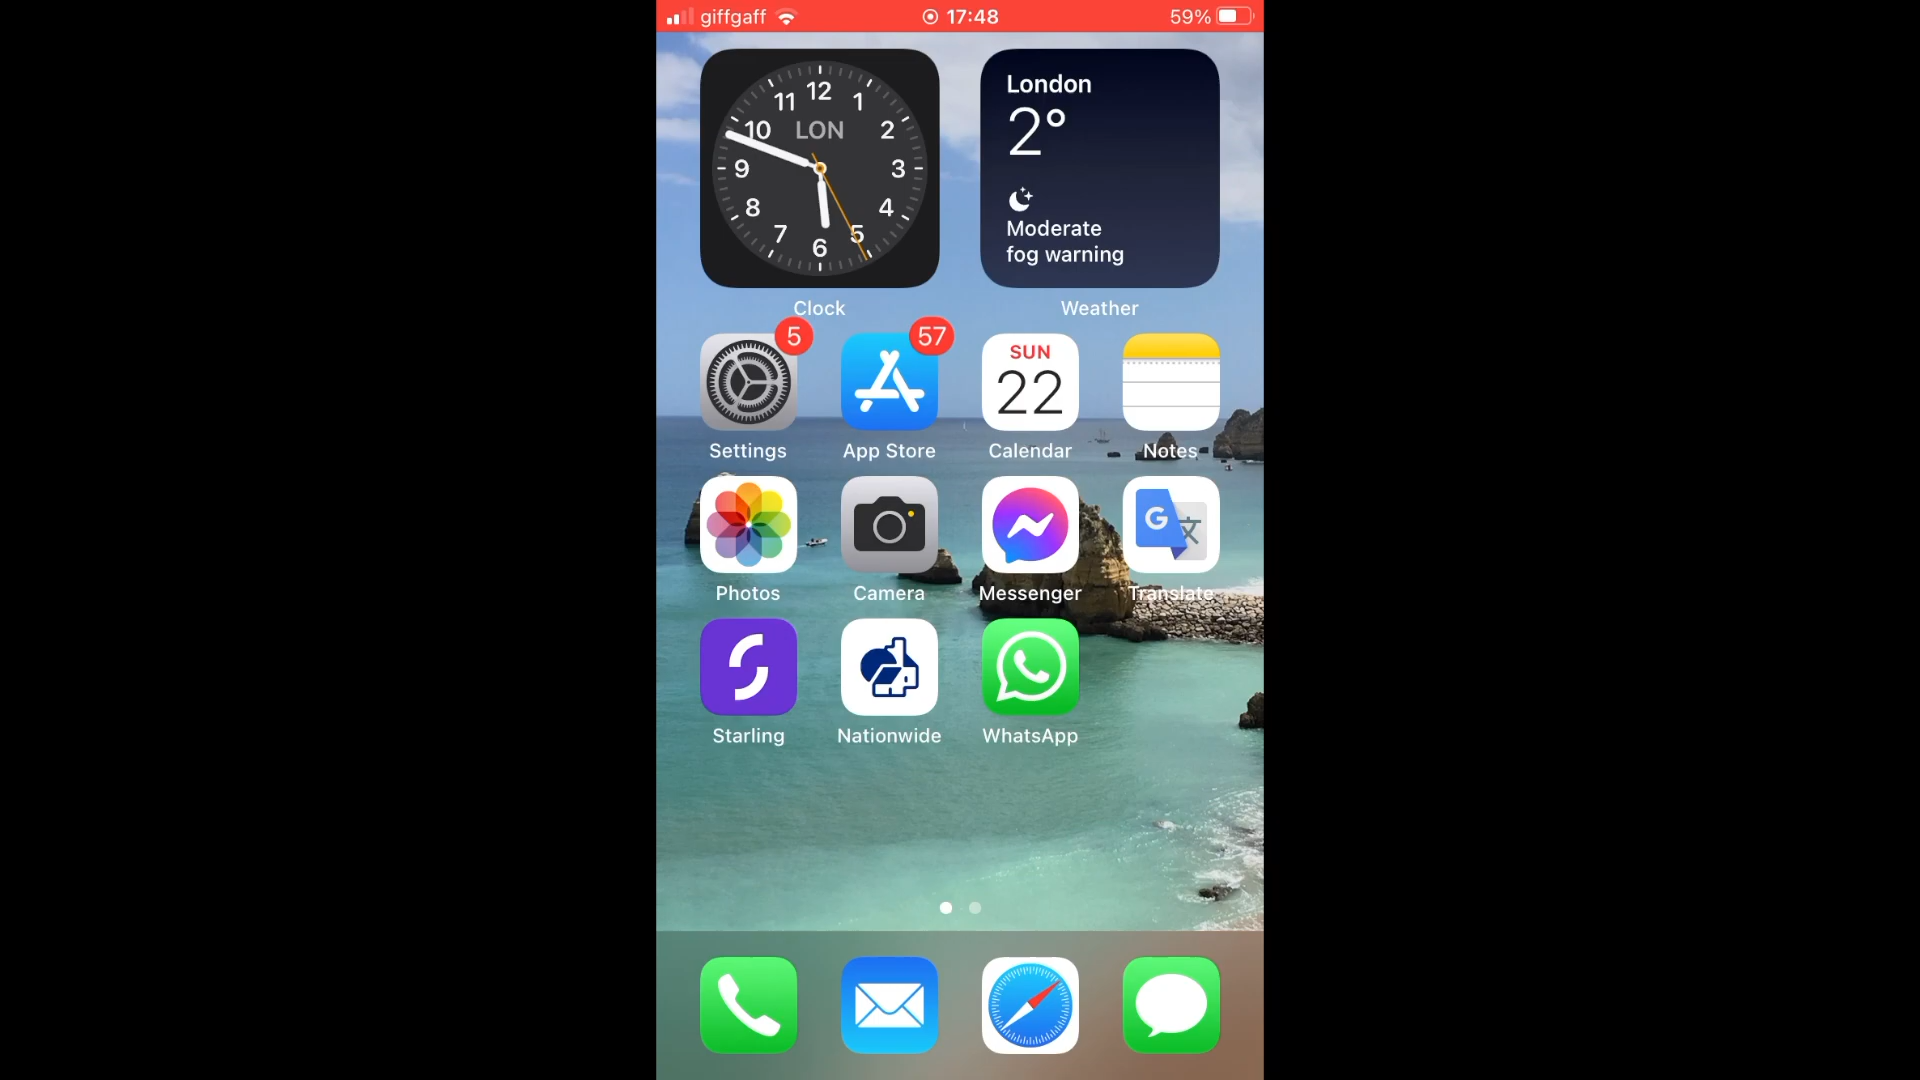 giffgaff 17:48 59%
12
11 1
10 LON 2
9 3
8 4
7 5
6
Clock
London
2°
Moderate
fog warning
Weather
5 57
SUN
22
Settings App Store Calendar Notes
G 文
Photos Camera Messenger Translate
Starling Nationwide WhatsApp